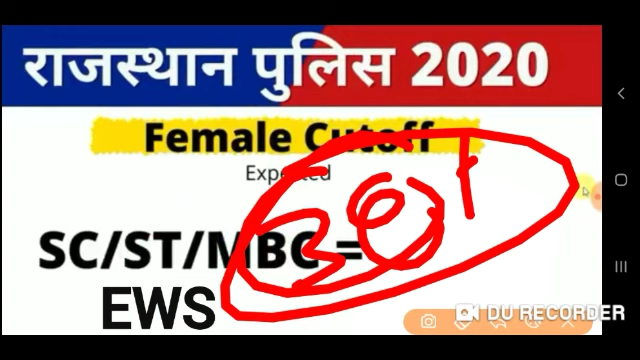 राजस्थान पुलिस 2020
Female Cutoff
Expected
SC/ST/MBC =
EWS
DU RECORDER